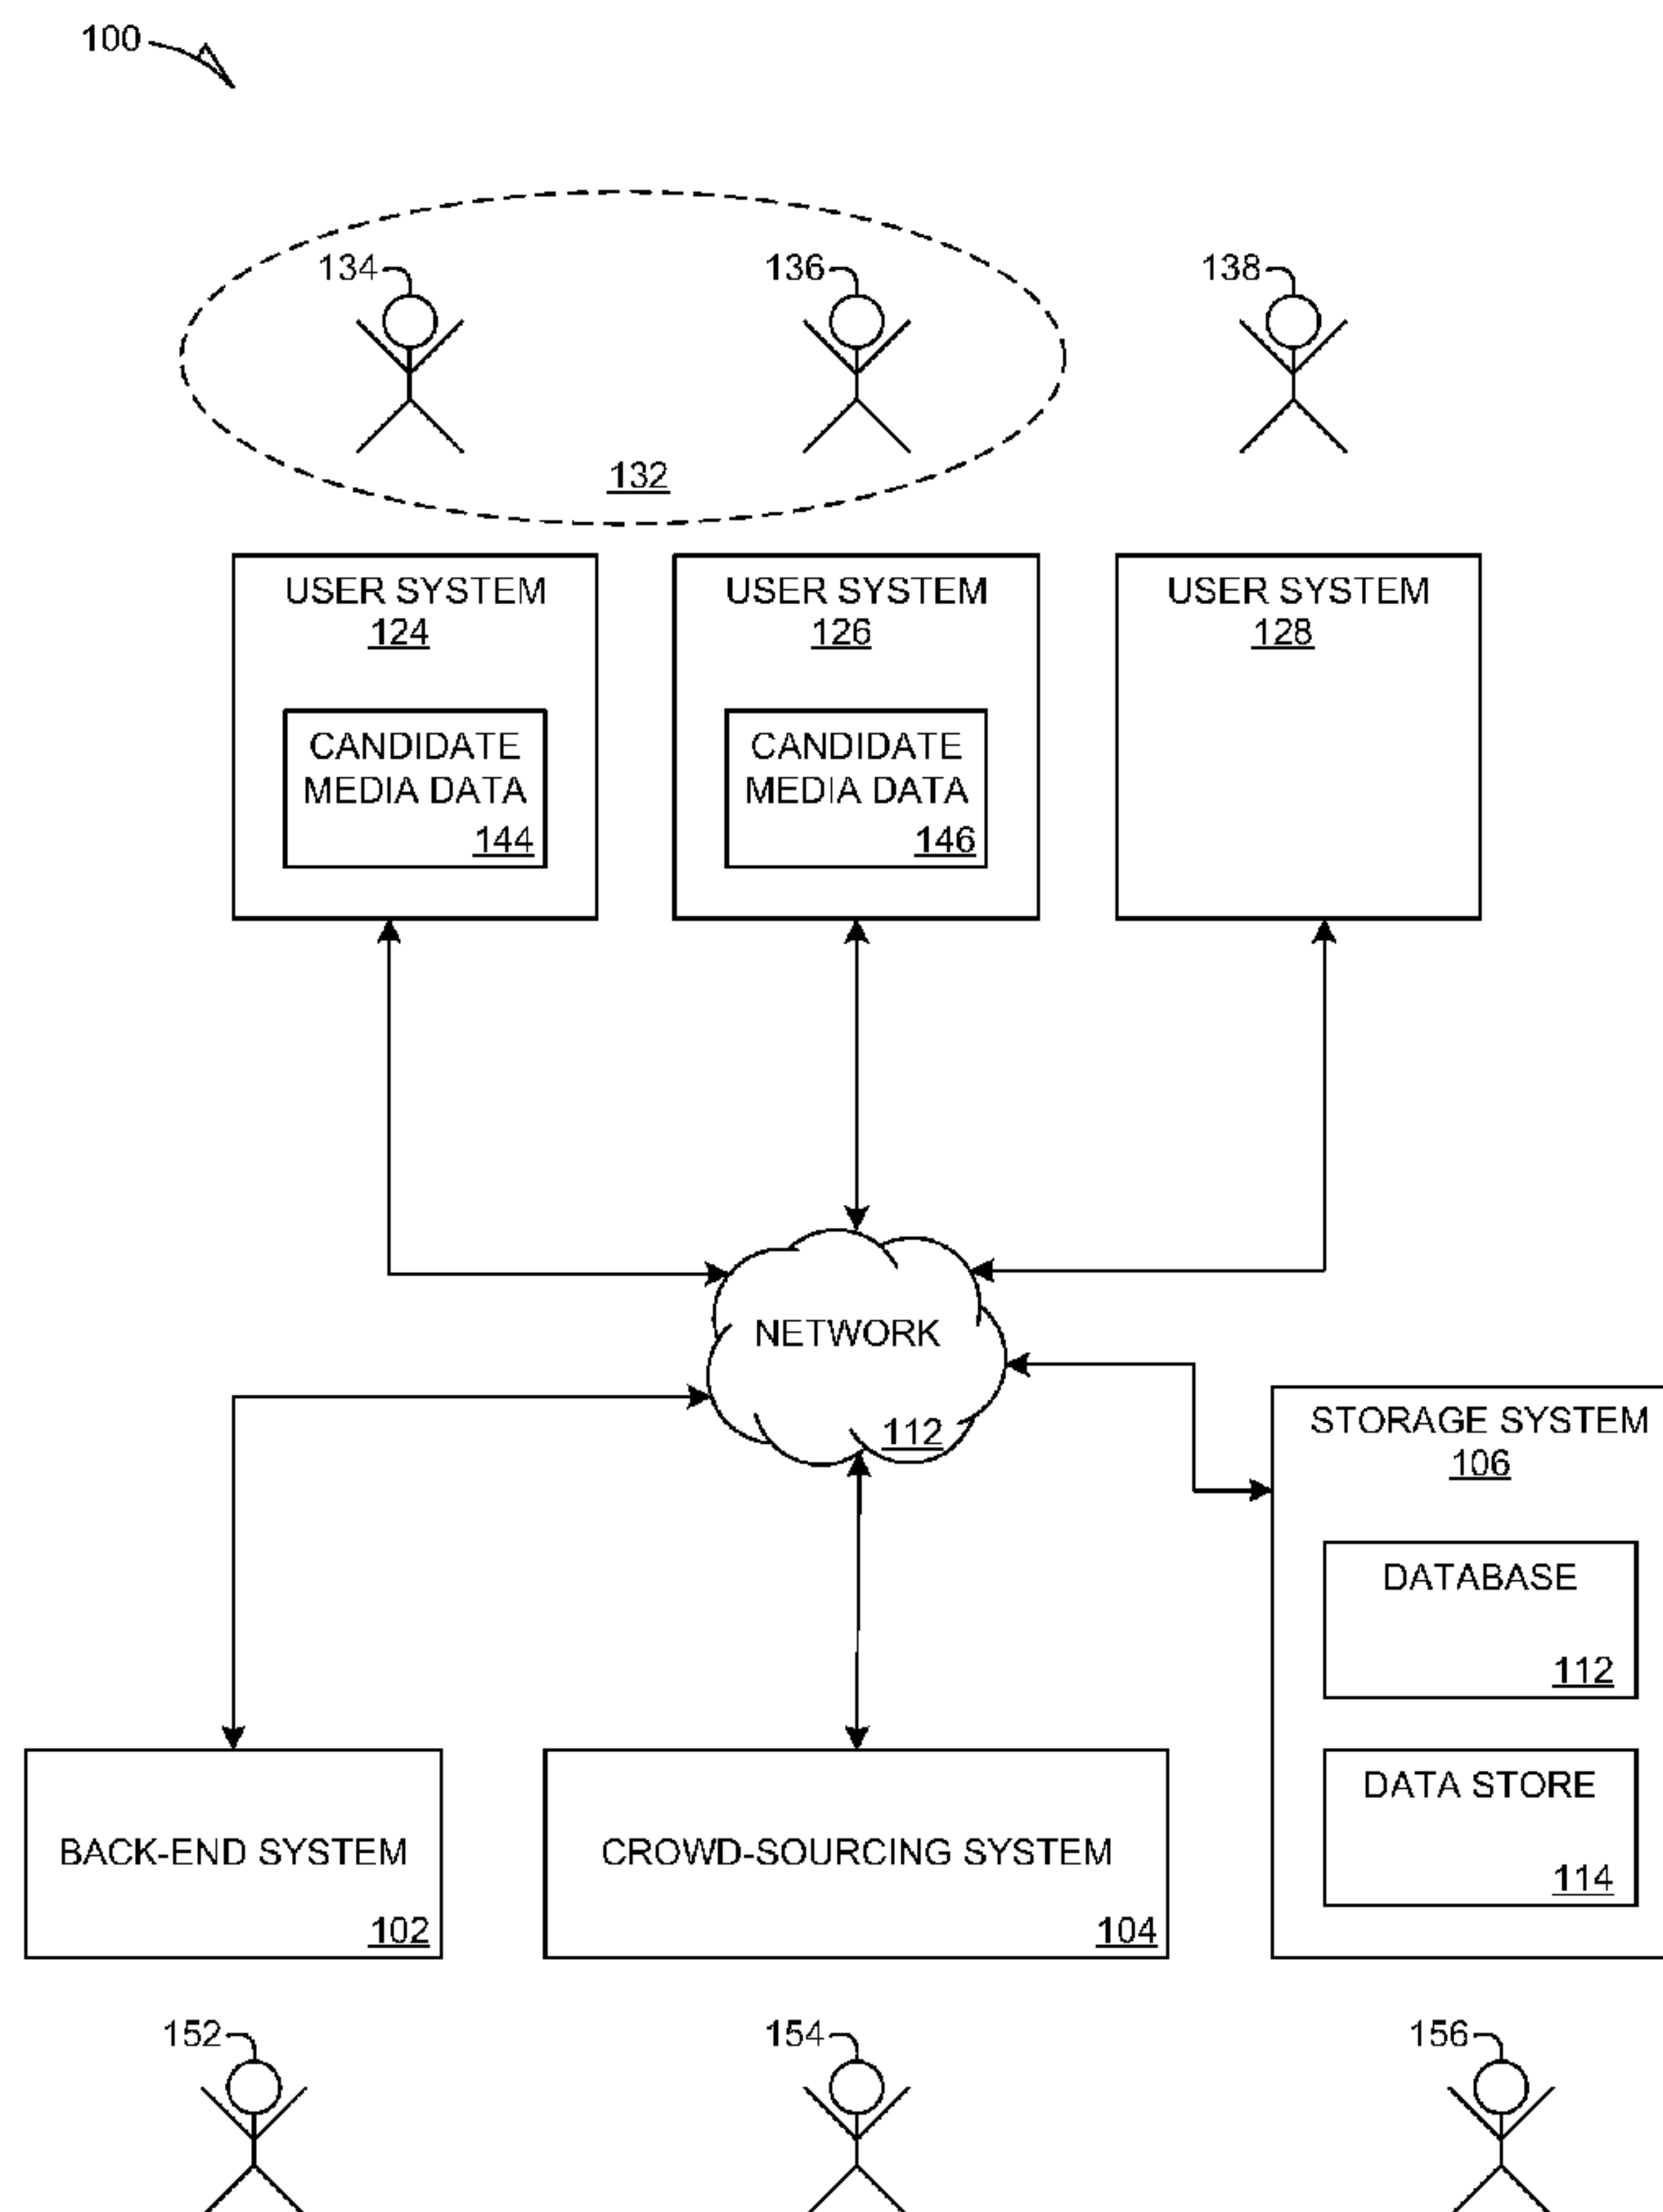 100
134
136
138
132
USER SYSTEM
124
USER SYSTEM
126
USER SYSTEM
128
CANDIDATE
MEDIA DATA
144
CANDIDATE
MEDIA DATA
146
NETWORK
112
STORAGE SYSTEM
106
DATABASE
112
DATA STORE
114
BACK-END SYSTEM
102
CROWD-SOURCING SYSTEM
104
152
154
156